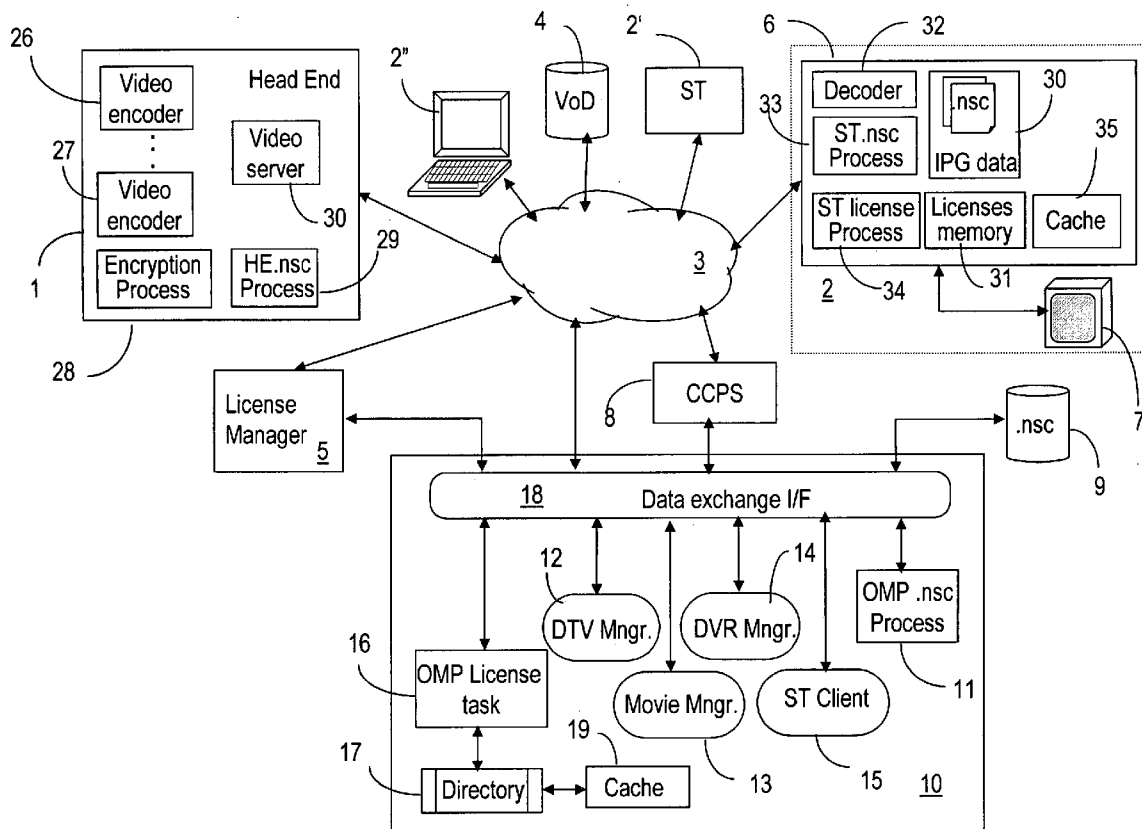 26
Video
encoder
Head End
27
Video
encoder
Video
server
30
1
Encryption
Process
HE.nsc
Process
29
28
2"
4
VoD
2'
ST
3
6
32
Decoder
33
ST.nsc
Process
.nsc
IPG data
30
35
ST license
Process
Licenses
memory
Cache
2
34
31
7
License
Manager
5
8
CCPS
.nsc
9
18
Data exchange I/F
12
DTV Mngr.
14
DVR Mngr.
OMP .nsc
Process
11
16
OMP License
task
Movie Mngr.
13
ST Client
15
17
Directory
19
Cache
10